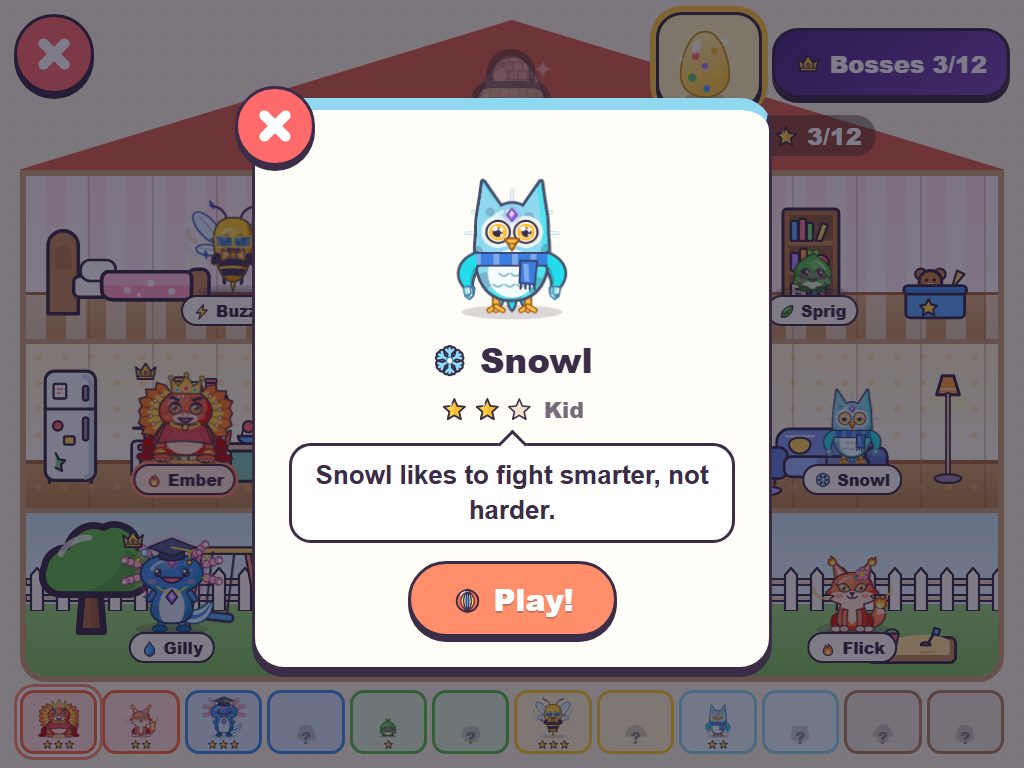 Bosses 3/12
3/12
Buzz
Sprig
Ember
Snowl
Gilly
Flick
Snowl
Kid
Snowl likes to fight smarter, not
harder.
Play!
?
?
?
?
?
?